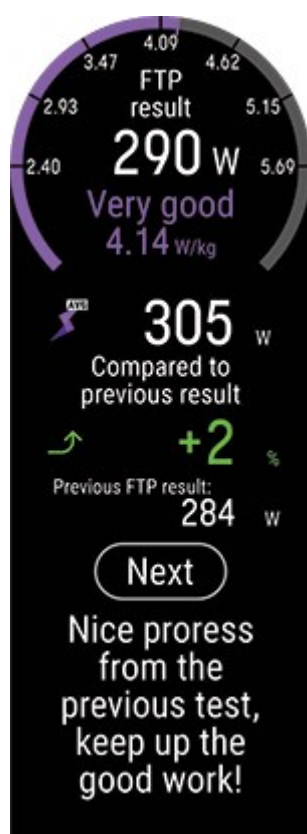 4.09
3.47 4.62
FTP
2.93 result 5.15
290 W
2.40 5.69
Very good
4.14 W/kg
AVG
305 W
Compared to
previous result
+2 %
Previous FTP result:
284 W
Next
Nice proress
from the
previous test,
keep up the
good work!